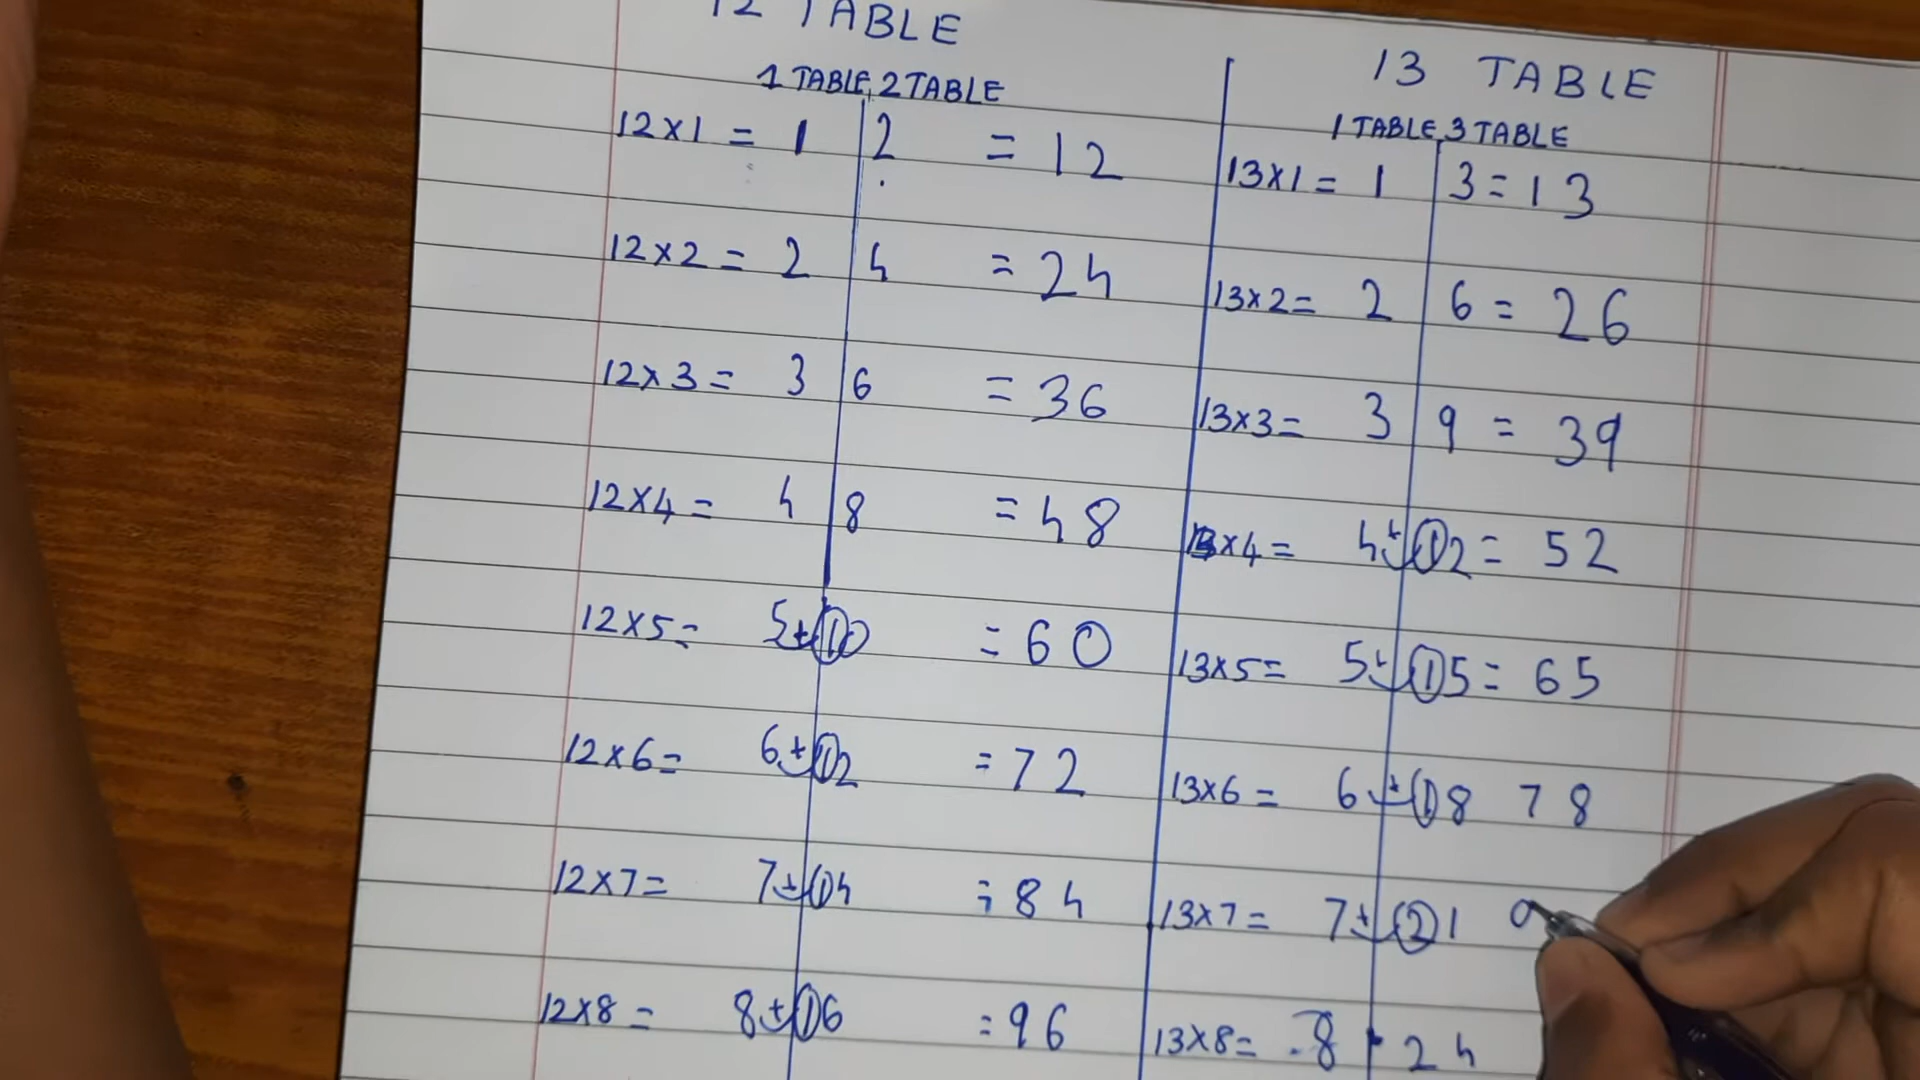 12 TABLE
1 TABLE, 2 TABLE
12x1 = 1 2 = 12
12x2 = 2 4 = 24
12x3 = 3 6 = 36
12x4 = 4 8 = 48
12x5 = 5+10 = 60
12x6 = 6+12 = 72
12x7 = 7+14 = 84
12x8 = 8+16 = 96
13 TABLE
1 TABLE, 3 TABLE
13x1 = 1 3 = 13
13x2 = 2 6 = 26
13x3 = 3 9 = 39
13x4 = 4+12 = 52
13x5 = 5+15 = 65
13x6 = 6+18 78
13x7 = 7+21
13x8 = 8 24